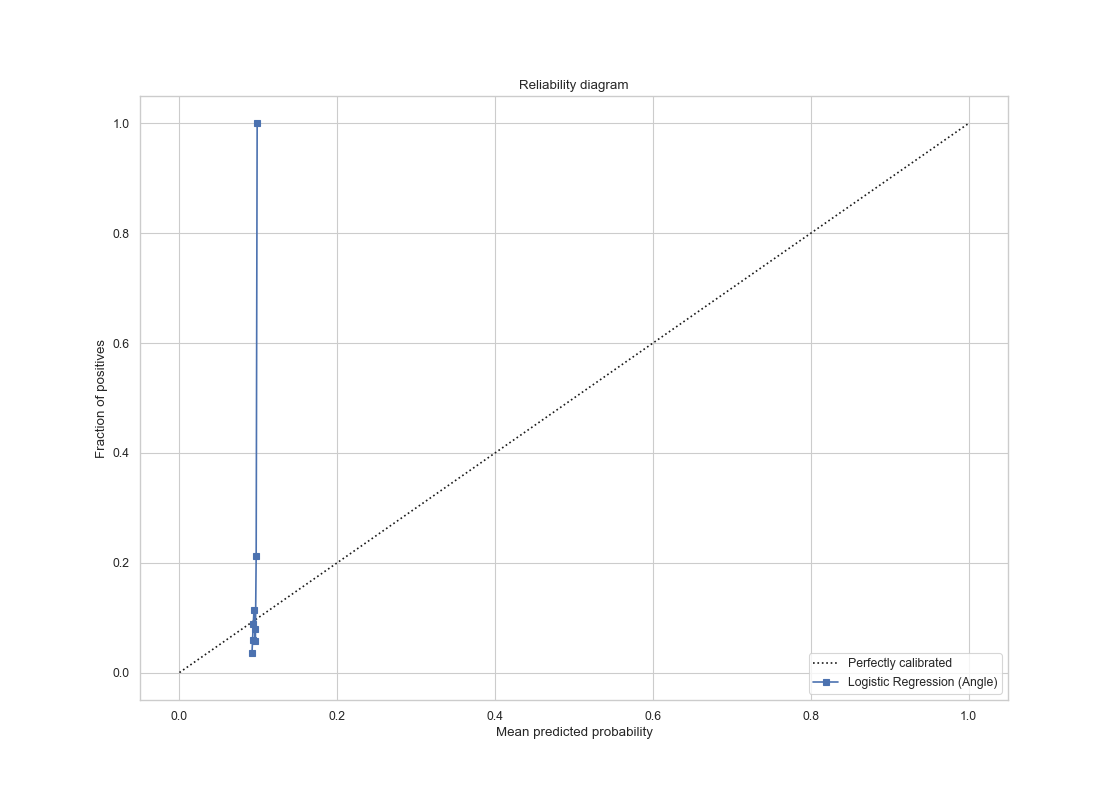 Reliability diagram
1.0
0.8
0.6
0.4
0.2
0.0
Fraction of positives
0.0 0.2 0.4 0.6 0.8 1.0
Mean predicted probability
Perfectly calibrated
Logistic Regression (Angle)